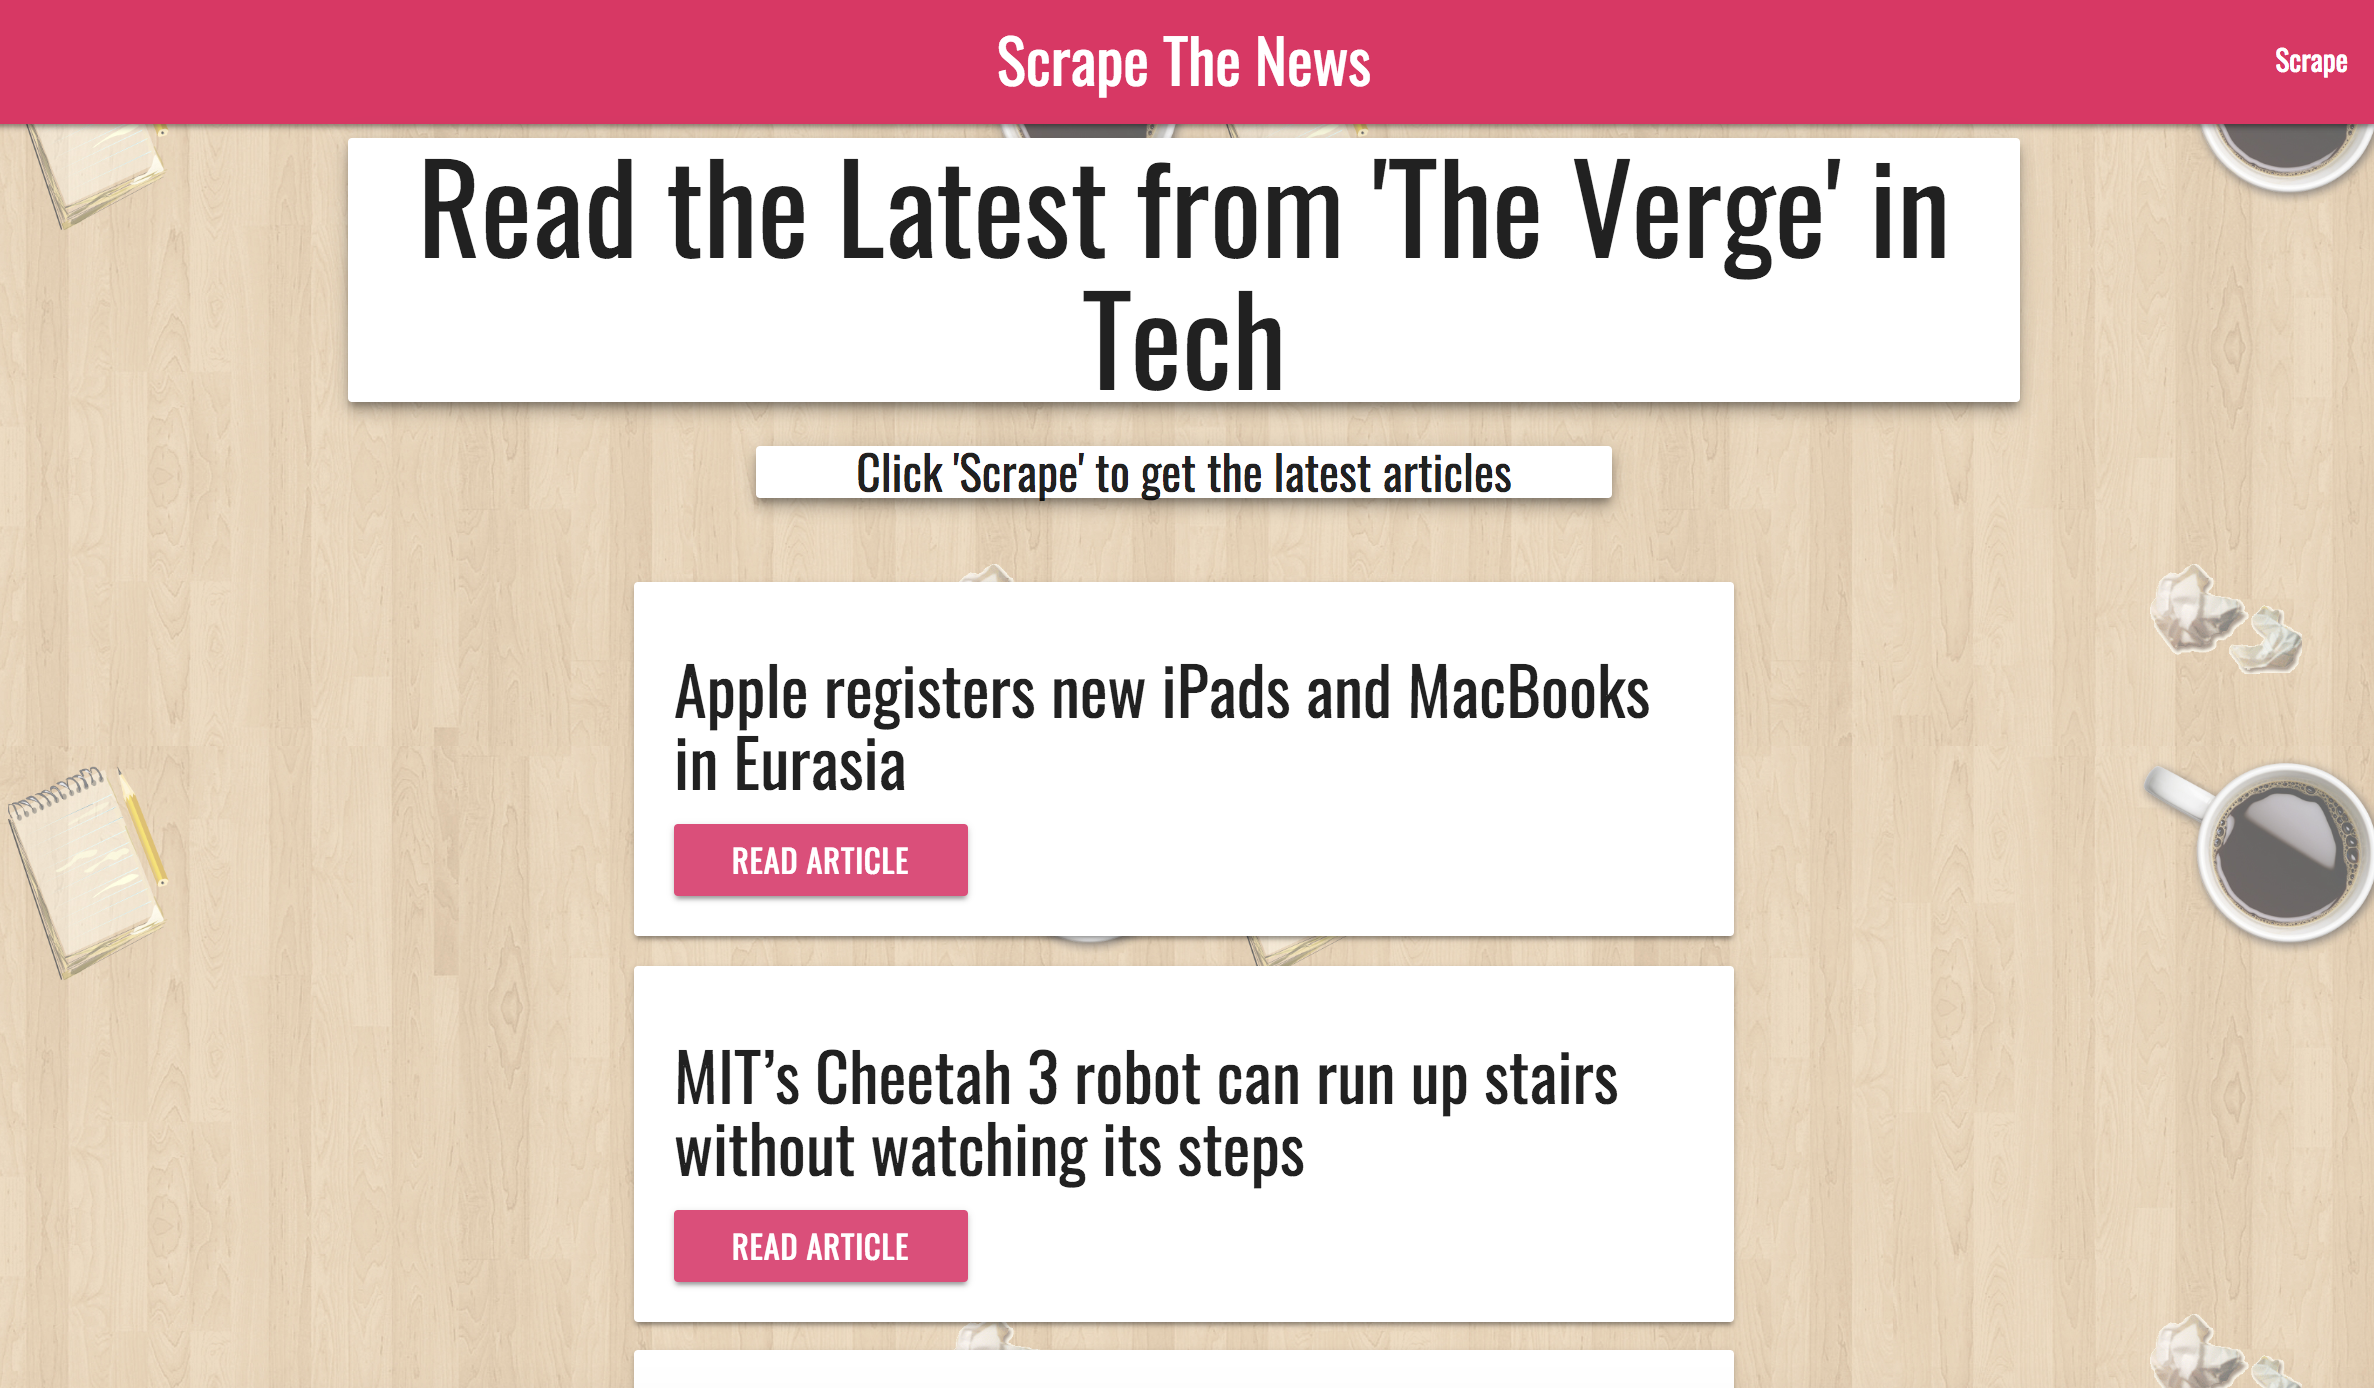 Scrape The News
Scrape
Read the Latest from 'The Verge' in
Tech
Click 'Scrape' to get the latest articles
Apple registers new iPads and MacBooks
in Eurasia
READ ARTICLE
MIT’s Cheetah 3 robot can run up stairs
without watching its steps
READ ARTICLE